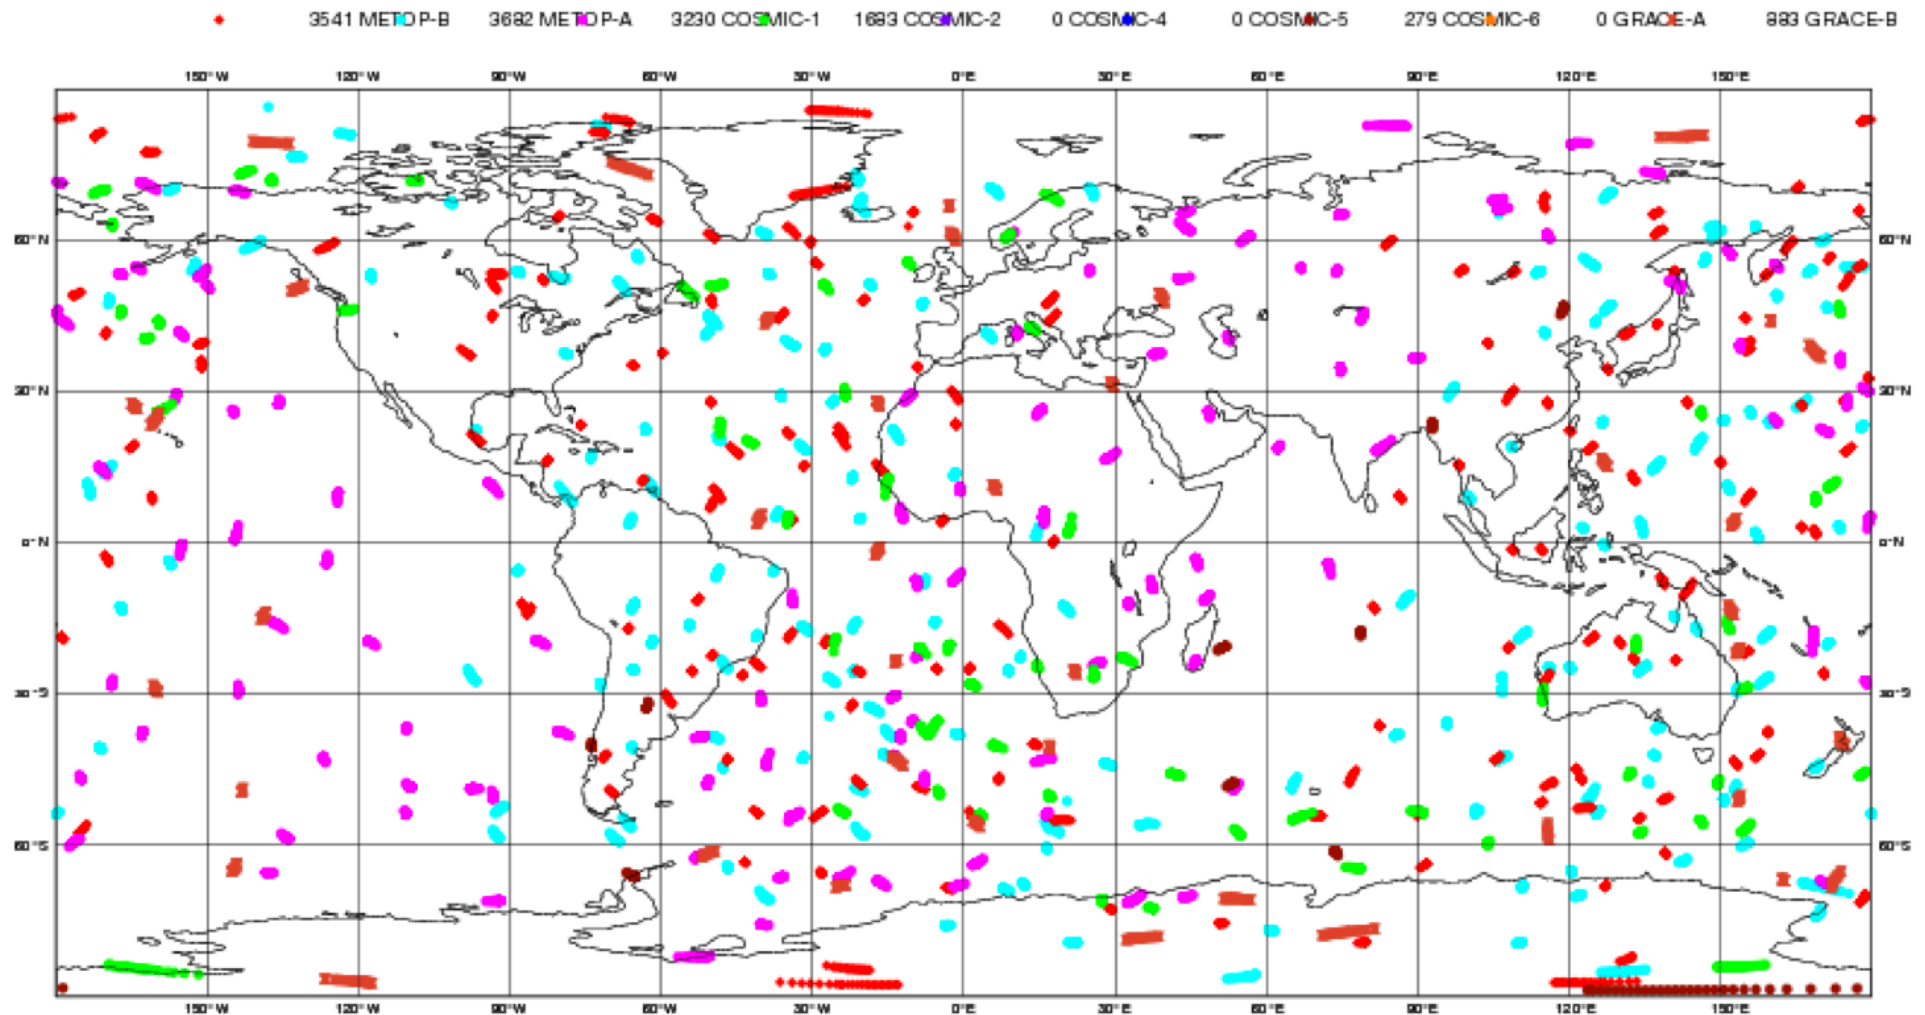 3541 METOP-B 3682 METOP-A 3230 COSMIC-1 1683 COSMIC-2 0 COSMIC-4 0 COSMIC-5 279 COSMIC-6 0 GRACE-A 883 GRACE-B
150°W 120°W 90°W 60°W 30°W 0°E 30°E 60°E 90°E 120°E 150°E
60°N 60°N
30°N 30°N
0°N 0°N
30°S 30°S
60°S 60°S
150°W 120°W 90°W 60°W 30°W 0°E 30°E 60°E 90°E 120°E 150°E